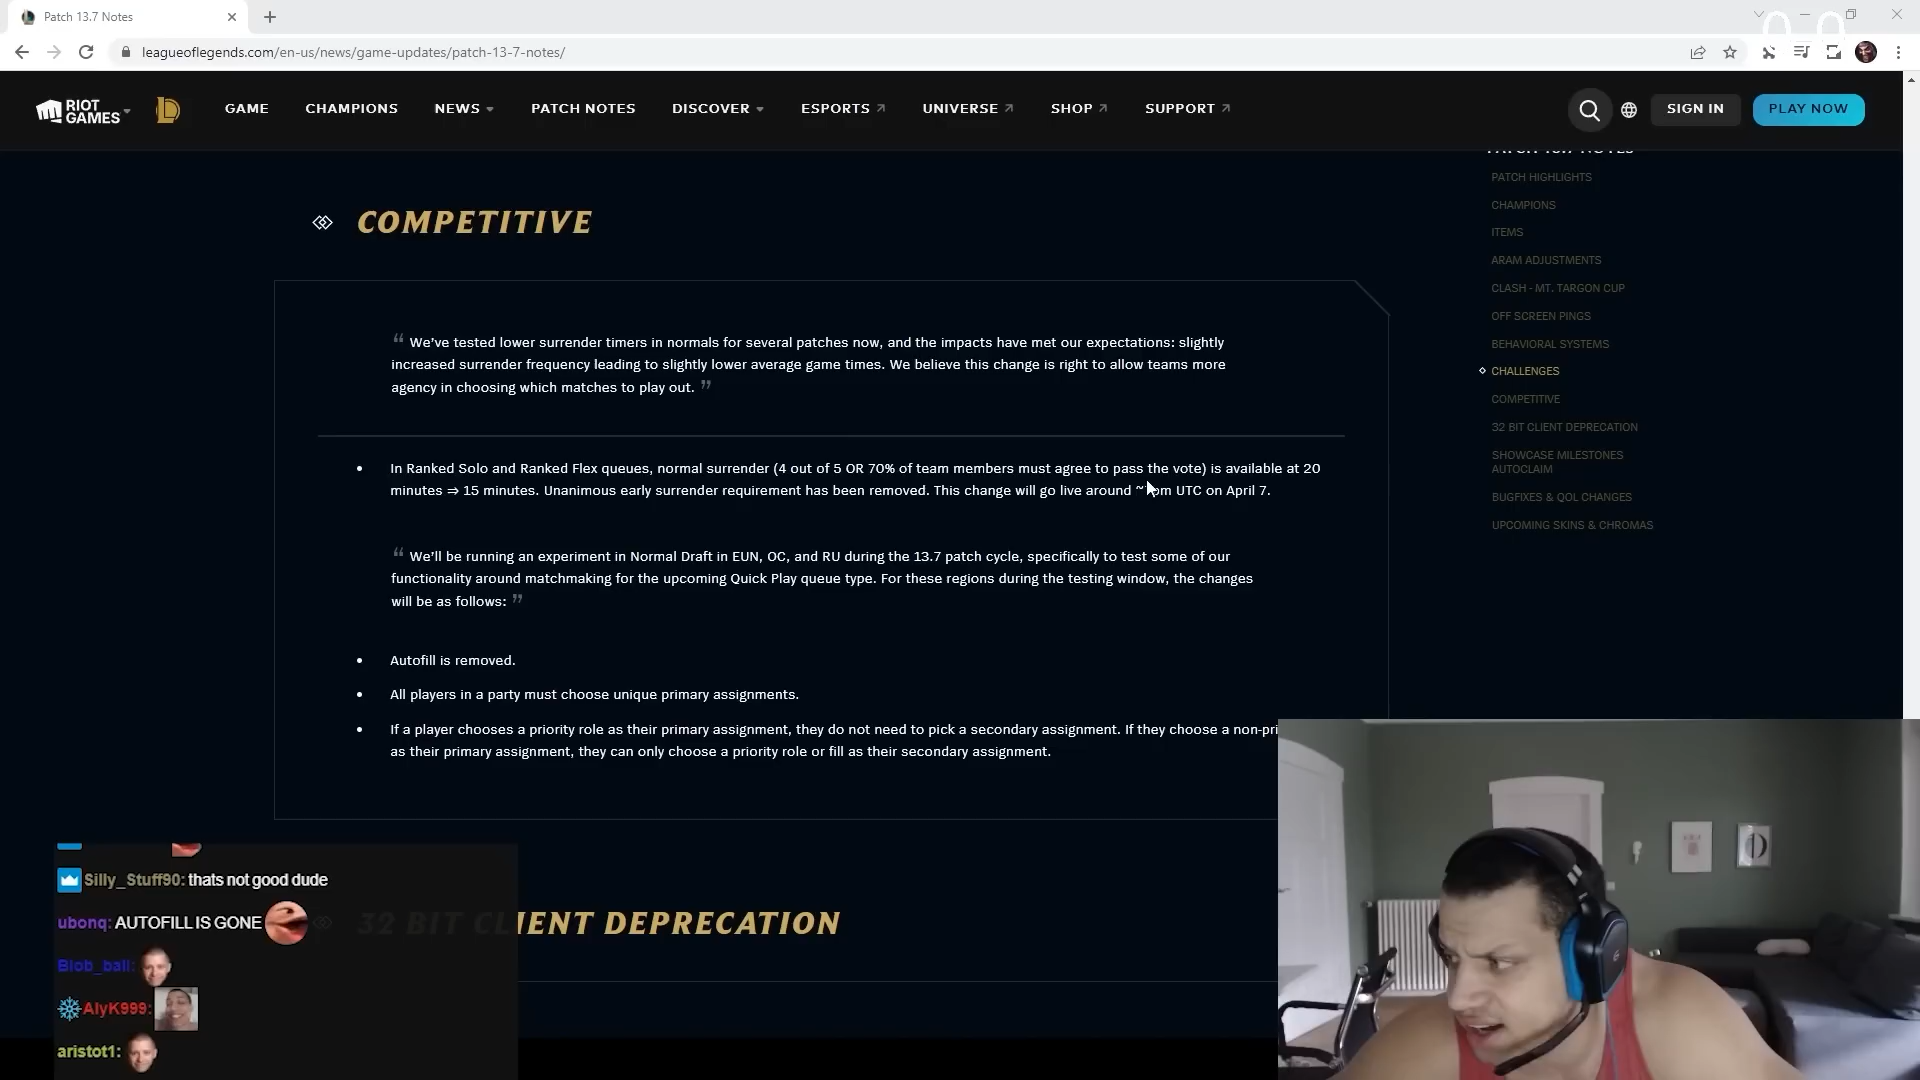 Patch 13.7 Notes
leagueoflegends.com/en-us/news/game-updates/patch-13-7-notes/
RIOT GAMES
GAME
CHAMPIONS
NEWS
PATCH NOTES
DISCOVER
ESPORTS
UNIVERSE
SHOP
SUPPORT
SIGN IN
PLAY NOW
COMPETITIVE
“ We've tested lower surrender timers in normals for several patches now, and the impacts have met our expectations: slightly
increased surrender frequency leading to slightly lower average game times. We believe this change is right to allow teams more
agency in choosing which matches to play out. ”
• In Ranked Solo and Ranked Flex queues, normal surrender (4 out of 5 OR 70% of team members must agree to pass the vote) is available at 20
minutes ⇒ 15 minutes. Unanimous early surrender requirement has been removed. This change will go live around UTC on April 7.
“ We'll be running an experiment in Normal Draft in EUN, OC, and RU during the 13.7 patch cycle, specifically to test some of our
functionality around matchmaking for the upcoming Quick Play queue type. For these regions during the testing window, the changes
will be as follows: ”
• Autofill is removed.
• All players in a party must choose unique primary assignments.
• If a player chooses a priority role as their primary assignment, they do not need to pick a secondary assignment. If they choose a
as their primary assignment, they can only choose a priority role or fill as their secondary assignment.
32 BIT CLIENT DEPRECATION
PATCH 13.7 NOTES
PATCH HIGHLIGHTS
CHAMPIONS
ITEMS
ARAM ADJUSTMENTS
CLASH - MT. TARGON CUP
OFF SCREEN PINGS
BEHAVIORAL SYSTEMS
CHALLENGES
COMPETITIVE
32 BIT CLIENT DEPRECATION
SHOWCASE MILESTONES
AUTOCLAIM
BUGFIXES & QOL CHANGES
UPCOMING SKINS & CHROMAS
Silly_Stuff90: thats not good dude
ubonq: AUTOFILL IS GONE
Blob_ball:
AlyK999:
aristot1: